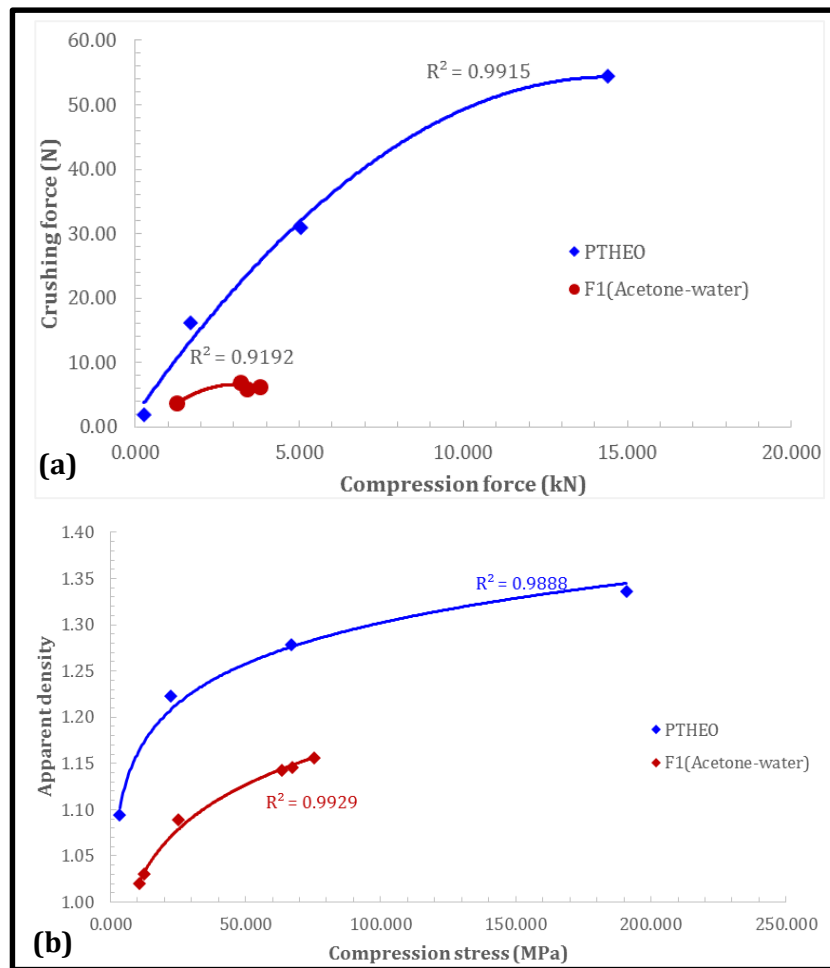 60.00
R² = 0.9915
50.00
40.00
Crushing force (N)
30.00
PTHEO
20.00
F1(Acetone-water)
R² = 0.9192
10.00
0.00
0.000 5.000 10.000 15.000 20.000
(a)
Compression force (kN)
1.40
1.35
R² = 0.9888
1.30
1.25
Apparent density
1.20
PTHEO
1.15
F1(Acetone-water)
1.10
R² = 0.9929
1.05
1.00
0.000 50.000 100.000 150.000 200.000 250.000
(b)
Compression stress (MPa)